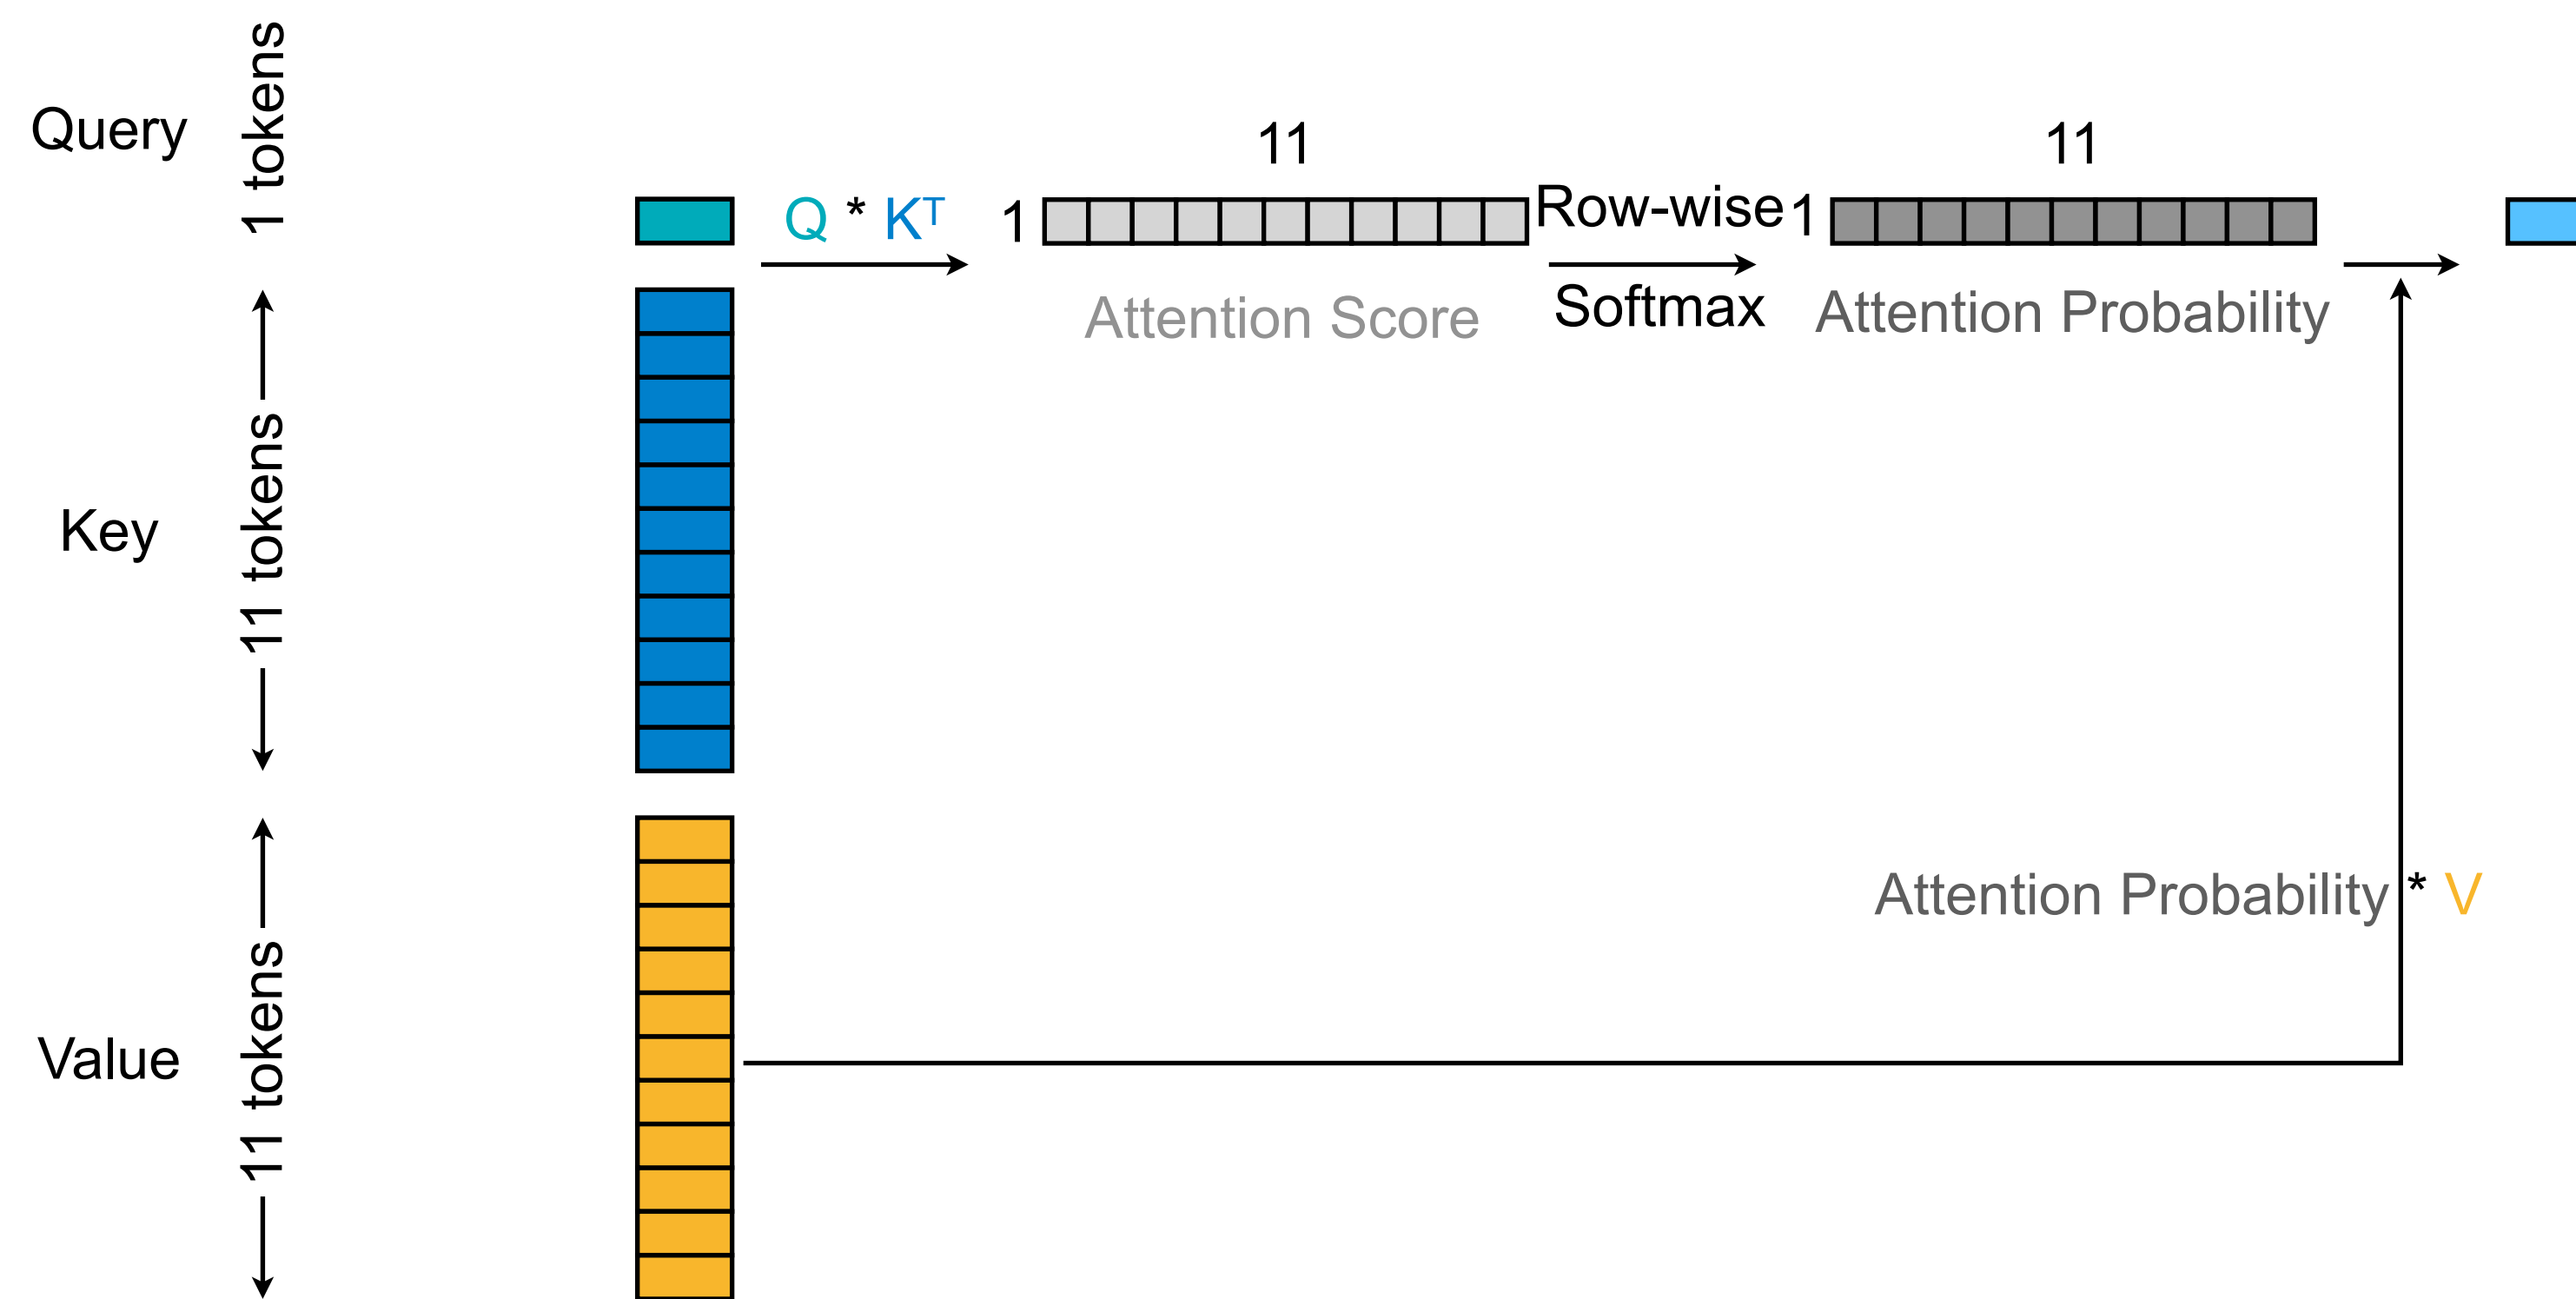 Query
1 tokens
Q * Kᵀ
1
11
Attention Score
Row-wise
Softmax
1
11
Attention Probability
Key
11 tokens
Attention Probability * V
Value
11 tokens